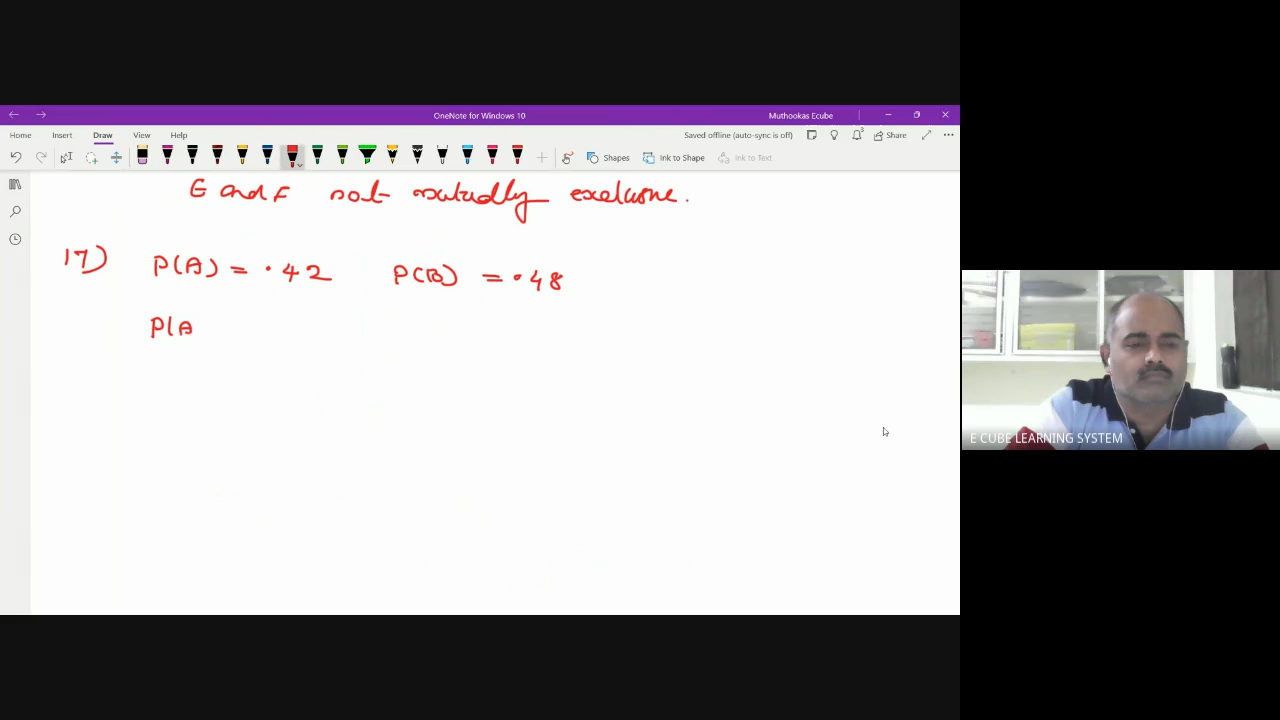 OneNote for Windows 10
Muthookas Ecube
Home Insert Draw View Help
Saved offline (auto-sync is off)
3
Share
Shapes
Ink to Shape
Ink to Text
E and F not mutually exclusive.
17) P(A) = .42 P(B) = .48
P(A
E CUBE LEARNING SYSTEM